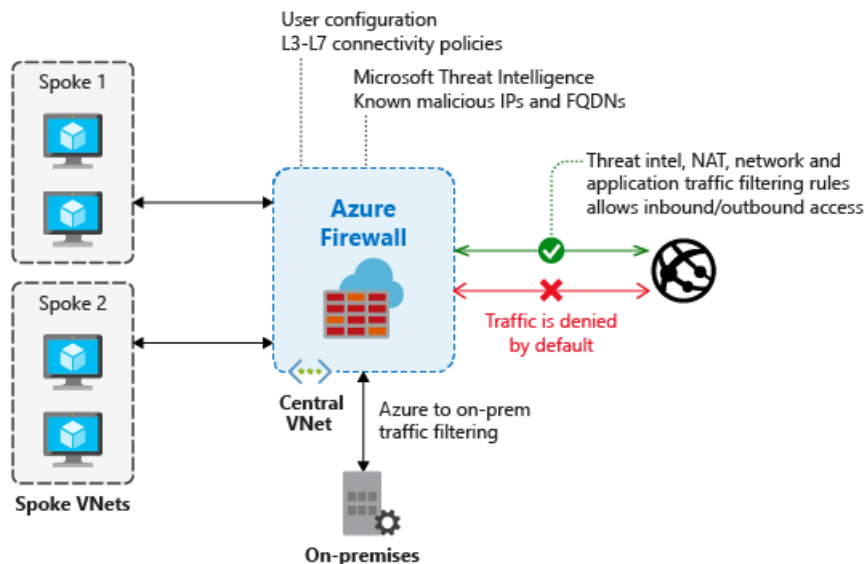 User configuration
L3-L7 connectivity policies
Microsoft Threat Intelligence
Known malicious IPs and FQDNs
Spoke 1
Threat intel, NAT, network and
application traffic filtering rules
allows inbound/outbound access
Azure
Firewall
Traffic is denied
by default
Spoke 2
Central
VNet
Azure to on-prem
traffic filtering
Spoke VNets
On-premises